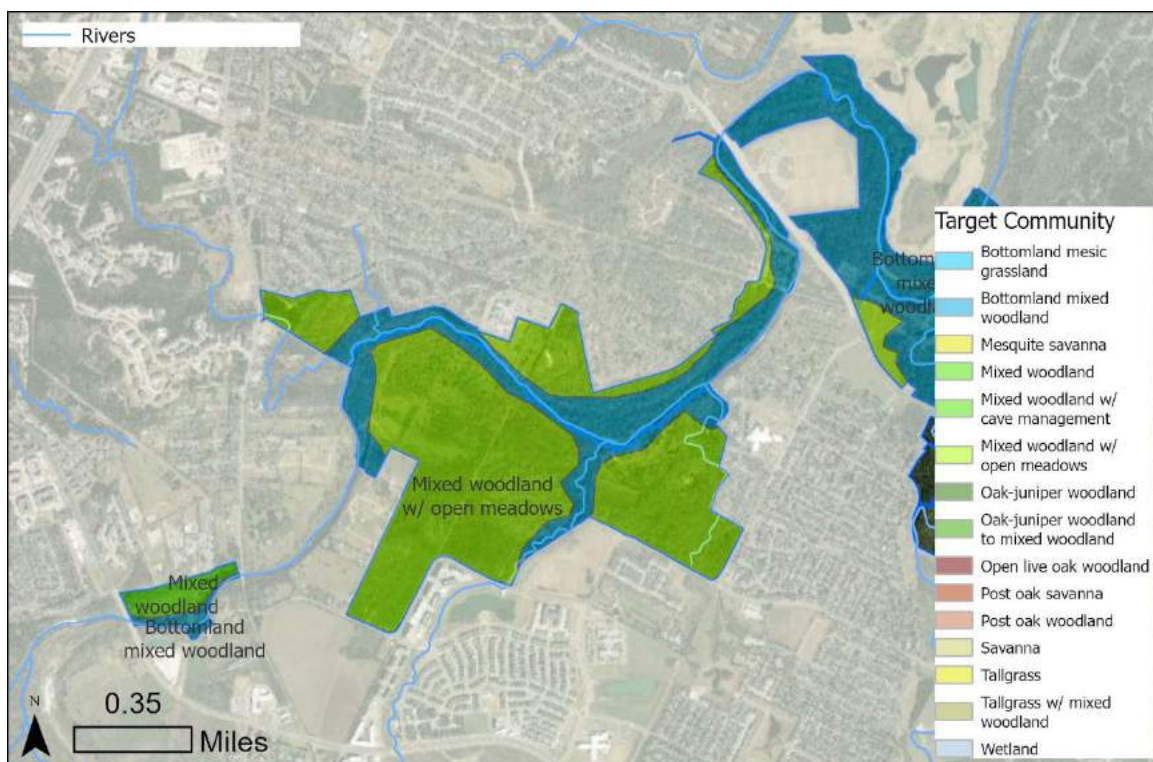 Rivers
Bottom
mixe
woodla
Mixed woodland
w/ open meadows
Mixed
woodland
Bottomland
mixed woodland
N
0.35
Miles
Target Community
Bottomland mesic
grassland
Bottomland mixed
woodland
Mesquite savanna
Mixed woodland
Mixed woodland w/
cave management
Mixed woodland w/
open meadows
Oak-juniper woodland
Oak-juniper woodland
to mixed woodland
Open live oak woodland
Post oak savanna
Post oak woodland
Savanna
Tallgrass
Tallgrass w/ mixed
woodland
Wetland